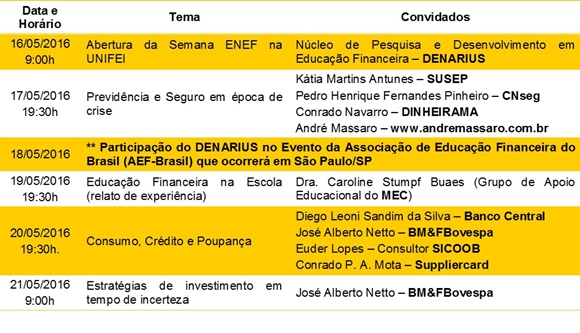 Data e
Horário
Tema
Convidados
16/05/2016
9:00h
Abertura da Semana ENEF na
UNIFEI
Núcleo de Pesquisa e Desenvolvimento em
Educação Financeira – DENARIUS
17/05/2016
19:30h
Previdência e Seguro em época de
crise
Kátia Martins Antunes – SUSEP
Pedro Henrique Fernandes Pinheiro – CNseg
Conrado Navarro – DINHEIRAMA
André Massaro – www.andremassaro.com.br
18/05/2016
** Participação do DENARIUS no Evento da Associação de Educação Financeira do
Brasil (AEF-Brasil) que ocorrerá em São Paulo/SP
19/05/2016
19:30h
Educação Financeira na Escola
(relato de experiência)
Dra. Caroline Stumpf Buaes (Grupo de Apoio
Educacional do MEC)
20/05/2016
19:30h.
Consumo, Crédito e Poupança
Diego Leoni Sandim da Silva – Banco Central
José Alberto Netto – BM&FBovespa
Euder Lopes – Consultor SICOOB
Conrado P. A. Mota – Suppliercard
21/05/2016
9:00h
Estratégias de investimento em
tempo de incerteza
José Alberto Netto – BM&FBovespa